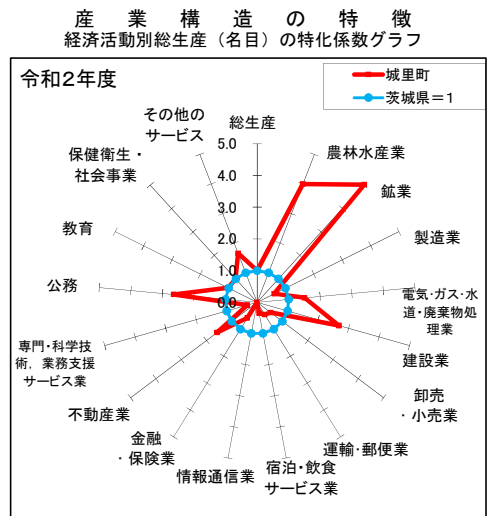 産業構造の特徴
経済活動別総生産（名目）の特化係数グラフ
令和2年度
城里町
茨城県＝1
総生産
農林水産業
鉱業
製造業
電気・ガス・水
道・廃棄物処
理業
建設業
卸売
・小売業
運輸・郵便業
宿泊・飲食
サービス業
情報通信業
金融
・保険業
不動産業
専門・科学技
術，業務支援
サービス業
公務
教育
保健衛生・
社会事業
その他の
サービス
5.0
4.0
3.0
2.0
1.0
0.0